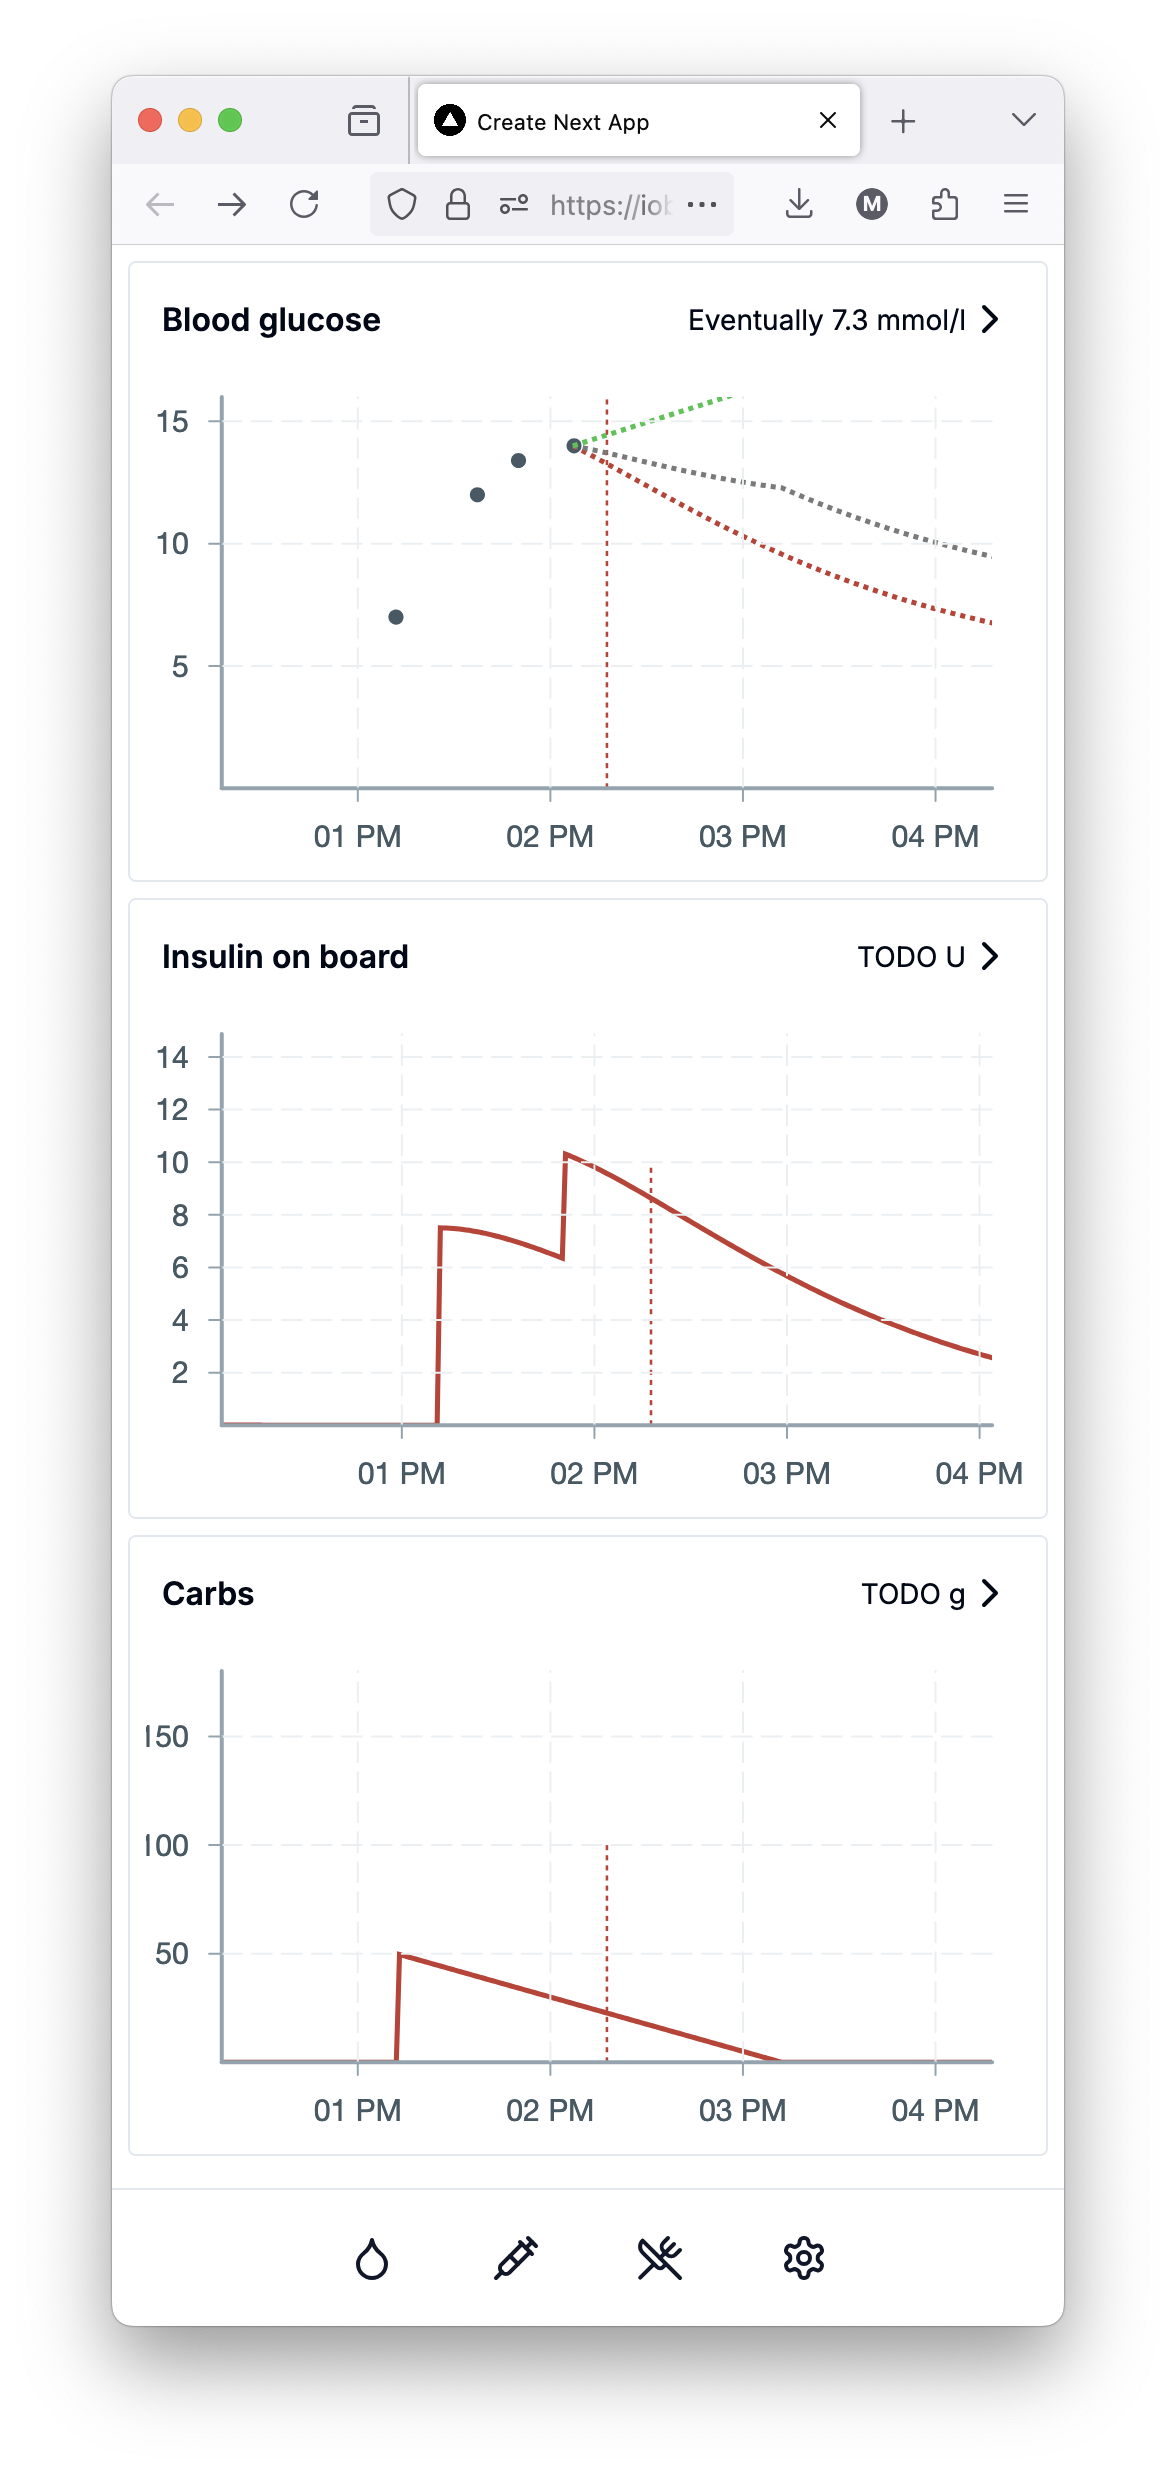 Create Next App
https://iob
M
Blood glucose
Eventually 7.3 mmol/l
15
10
5
01 PM 02 PM 03 PM 04 PM
Insulin on board
TODO U
14
12
10
8
6
4
2
01 PM 02 PM 03 PM 04 PM
Carbs
TODO g
150
100
50
01 PM 02 PM 03 PM 04 PM